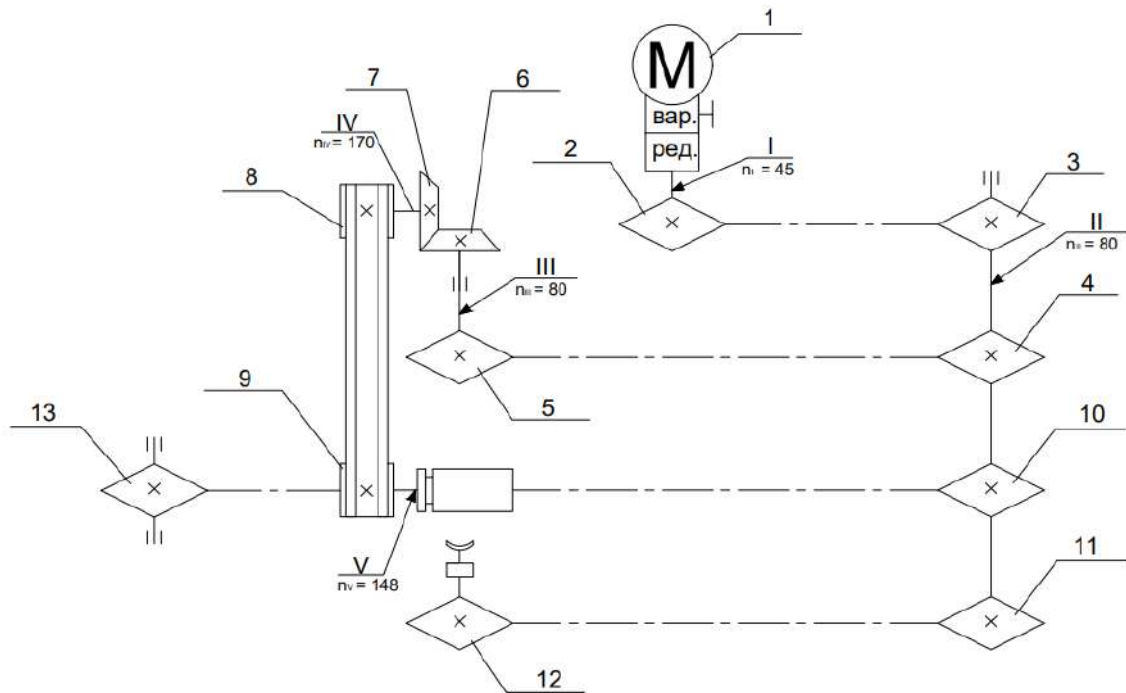 1
7
6
М
IV
nIV = 170
вар.
8
2
ред.
I
nI = 45
3
II
nII = 80
III
nIII = 80
4
9
5
13
10
V
nV = 148
11
12